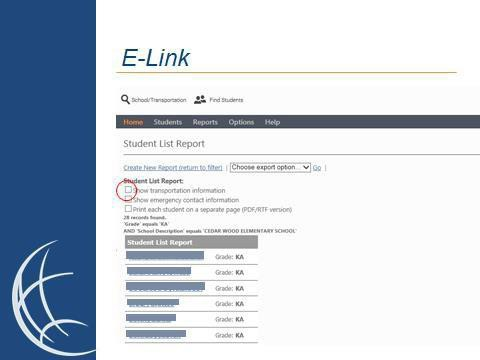 E-Link
School/Transportation Find Students
Home Students Reports Options Help
Student List Report
Create New Report (return to filter) | Choose export option... Go |
Student List Report:
Show transportation information
Show emergency contact information
Print each student on a separate page (PDF/RTF version)
28 records found.
'Grade' equals 'KA'
AND 'School Description' equals 'CEDAR WOOD ELEMENTARY SCHOOL'
Student List Report
Grade: KA
Grade: KA
Grade: KA
Grade: KA
Grade: KA
Grade: KA